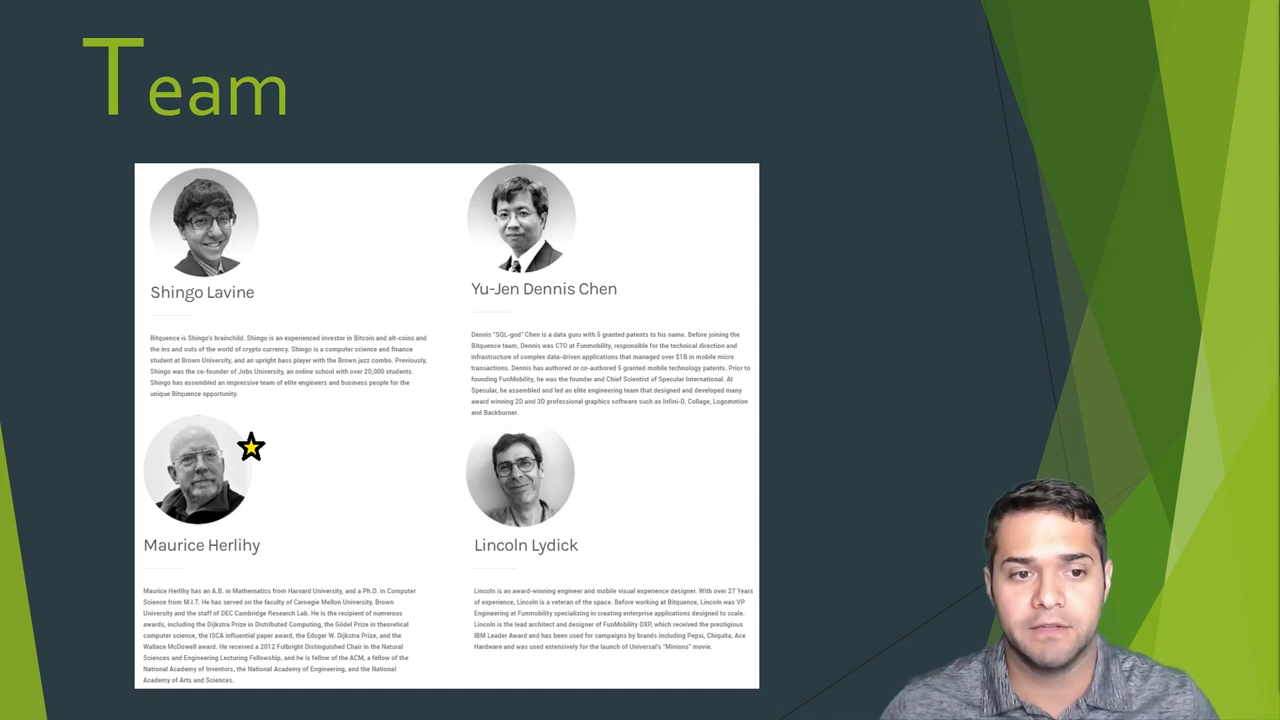 Team
Shingo Lavine
Bitquence is Shingo's brainchild. Shingo is an experienced investor in Bitcoin and alt-coins and
the ins and outs of the world of crypto currency. Shingo is a computer science and finance
student at Brown University, and an upright bass player with the Brown jazz combo. Previously,
Shingo was the co-founder of Jobs University, an online school with over 20,000 students.
Shingo has assembled an impressive team of elite engineers and business people for the
unique Bitquence opportunity.
Yu-Jen Dennis Chen
Dennis "SQL-god" Chen is a data guru with 5 granted patents to his name. Before joining the
Bitquence team, Dennis was CTO at Funmobility, responsible for the technical direction and
infrastructure of complex data-driven applications that managed over $1B in mobile micro
transactions. Dennis has authored or co-authored 5 granted mobile technology patents. Prior to
founding FunMobility, he was the founder and Chief Scientist of Specular International. At
Specular, he assembled and led an elite engineering team that designed and developed many
award winning 2D and 3D professional graphics software such as Infini-D, Collage, Logomotion
and Backburner.
Maurice Herlihy
Maurice Herlihy has an A.B. in Mathematics from Harvard University, and a Ph.D. in Computer
Science from M.I.T. He has served on the faculty of Carnegie Mellon University, Brown
University and the staff of DEC Cambridge Research Lab. He is the recipient of numerous
awards, including the Dijkstra Prize in Distributed Computing, the Gödel Prize in theoretical
computer science, the ISCA influential paper award, the Edsger W. Dijkstra Prize, and the
Wallace McDowell award. He received a 2012 Fulbright Distinguished Chair in the Natural
Sciences and Engineering Lecturing Fellowship, and he is fellow of the ACM, a fellow of the
National Academy of Inventors, the National Academy of Engineering, and the National
Academy of Arts and Sciences.
Lincoln Lydick
Lincoln is an award-winning engineer and mobile visual experience designer. With over 27 Years
of experience, Lincoln is a veteran of the space. Before working at Bitquence, Lincoln was VP
Engineering at Funmobility specializing in creating enterprise applications designed to scale.
Lincoln is the lead architect and designer of FunMobility DXP, which received the prestigious
IBM Leader Award and has been used for campaigns by brands including Pepsi, Chiquita, Ace
Hardware and was used extensively for the launch of Universal's "Minions" movie.